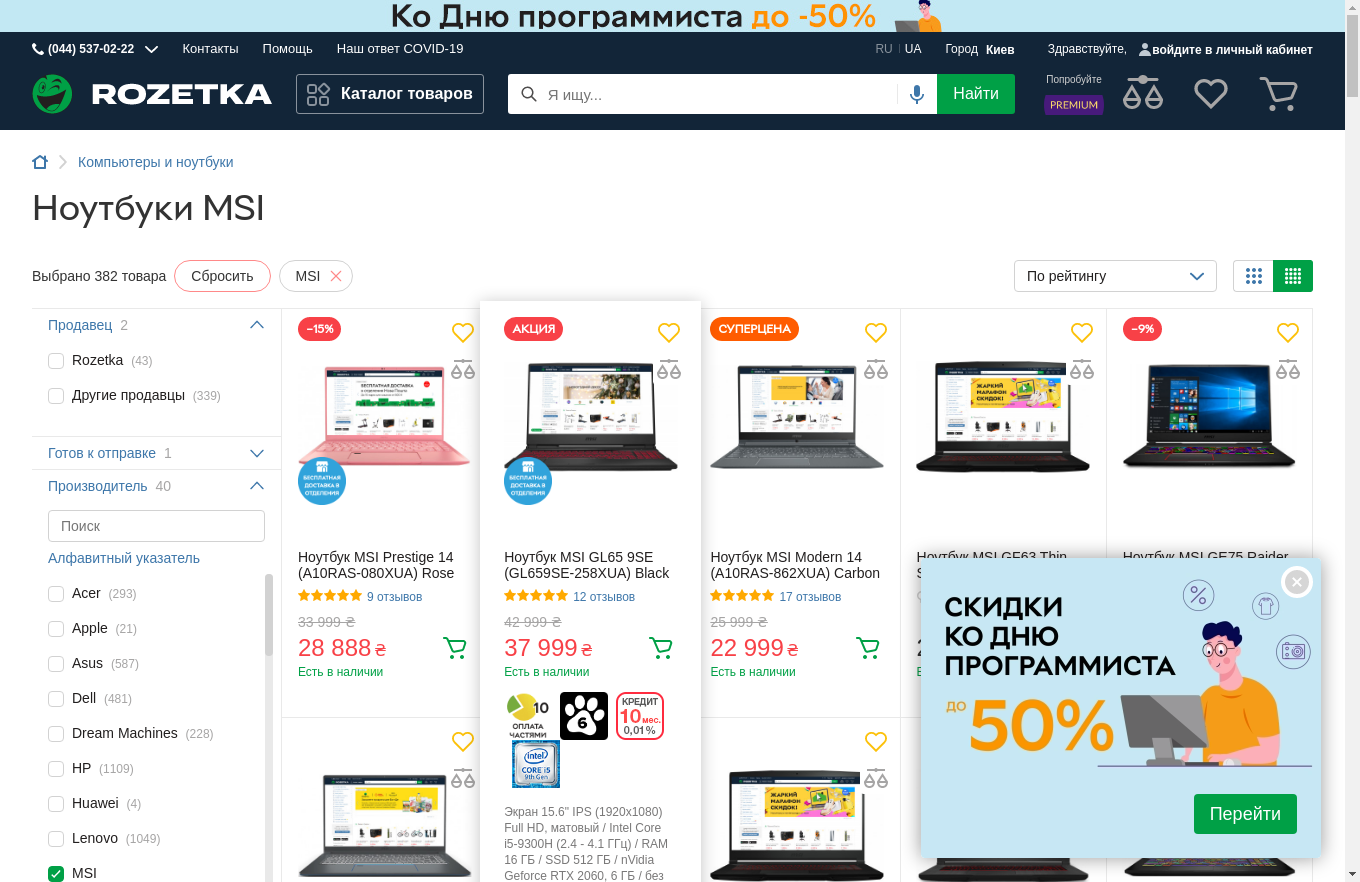 Ко Дню программиста до -50%
(044) 537-02-22
Контакты
Помощь
Наш ответ COVID-19
RU
UA
Город Киев
Здравствуйте, войдите в личный кабинет
ROZETKA
Каталог товаров
Я ищу...
Найти
Попробуйте
PREMIUM
Компьютеры и ноутбуки
Ноутбуки MSI
Выбрано 382 товара
Сбросить
MSI
По рейтингу
Продавец 2
Rozetka (43)
Другие продавцы (339)
Готов к отправке 1
Производитель 40
Поиск
Алфавитный указатель
Acer (293)
Apple (21)
Asus (587)
Dell (481)
Dream Machines (228)
HP (1109)
Huawei (4)
Lenovo (1049)
MSI
−15%
БЕСПЛАТНАЯ
ДОСТАВКА В
ОТДЕЛЕНИЯ
Ноутбук MSI Prestige 14
(A10RAS-080XUA) Rose
9 отзывов
33 999 ₴
28 888 ₴
Есть в наличии
АКЦИЯ
БЕСПЛАТНАЯ
ДОСТАВКА В
ОТДЕЛЕНИЯ
Ноутбук MSI GL65 9SE
(GL659SE-258XUA) Black
12 отзывов
42 999 ₴
37 999 ₴
Есть в наличии
10
ОПЛАТА
ЧАСТЯМИ
6
КРЕДИТ
10 мес.
0,01%
intel
CORE i5
9th Gen
Экран 15.6" IPS (1920x1080)
Full HD, матовый / Intel Core
i5-9300H (2.4 - 4.1 ГГц) / RAM
16 ГБ / SSD 512 ГБ / nVidia
Geforce RTX 2060, 6 ГБ / без
СУПЕРЦЕНА
Ноутбук MSI Modern 14
(A10RAS-862XUA) Carbon
17 отзывов
25 999 ₴
22 999 ₴
Есть в наличии
ЖАРКИЙ
МАРАФОН
СКИДОК!
Ноутбук MSI GF63 Thin
−9%
Ноутбук MSI GE75 Raider
ЖАРКИЙ
МАРАФОН
СКИДОК!
СКИДКИ
КО ДНЮ
ПРОГРАММИСТА
ДО 50%
Перейти